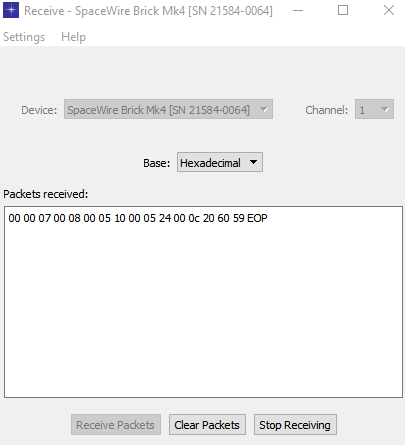 Receive - SpaceWire Brick Mk4 [SN 21584-0064]
Settings Help
Device: SpaceWire Brick Mk4 [SN 21584-0064] Channel: 1
Base: Hexadecimal
Packets received:
00 00 07 00 08 00 05 10 00 05 24 00 0c 20 60 59 EOP
Receive Packets Clear Packets Stop Receiving